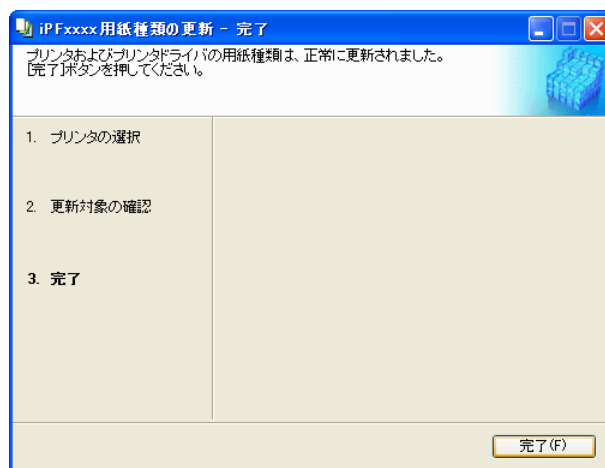 iPFxxxx用紙種類の更新 - 完了
プリンタおよびプリンタドライバの用紙種類は、正常に更新されました。
[完了]ボタンを押してください。
1. プリンタの選択
2. 更新対象の確認
3. 完了
完了(F)